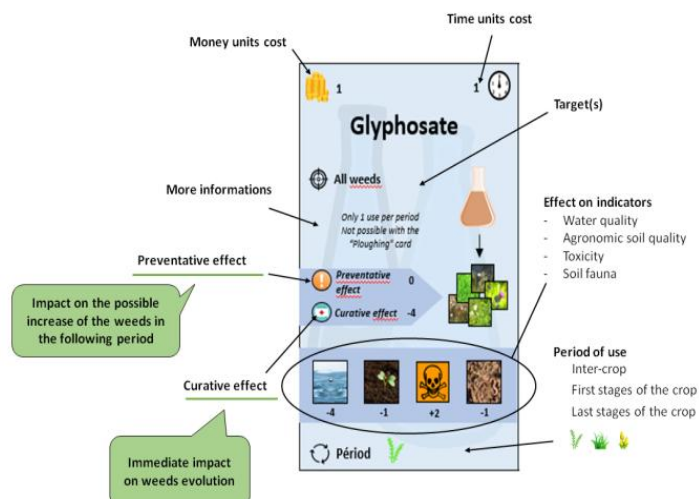 Money units cost
Time units cost
1
1
Glyphosate
Target(s)
All weeds
More informations
Only 1 use per period
Not possible with the
"Ploughing" card
Effect on indicators
- Water quality
- Agronomic soil quality
- Toxicity
- Soil fauna
Preventative effect
Preventative
effect
0
Curative effect
-4
Impact on the possible
increase of the weeds in
the following period
Curative effect
-4
-1
+2
-1
Period of use
Inter-crop
First stages of the crop
Last stages of the crop
Immediate impact
on weeds evolution
Périod